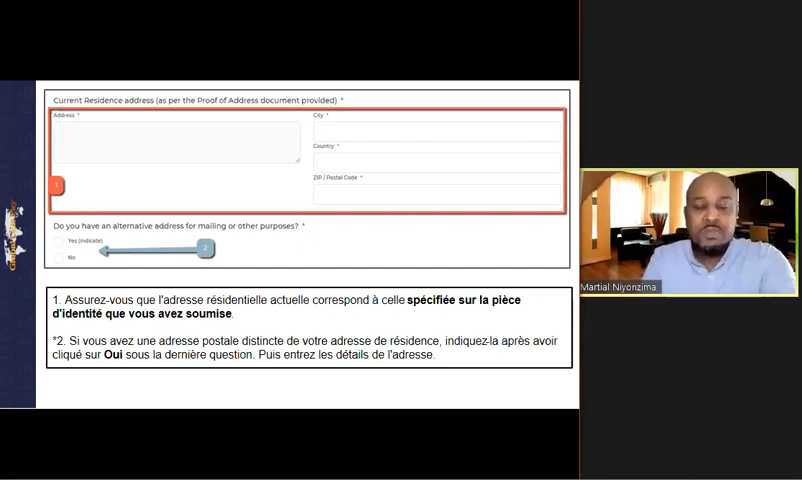 Current Residence address (as per the Proof of Address document provided) *
Address *
City *
Country *
ZIP / Postal Code *
1
Do you have an alternative address for mailing or other purposes? *
Yes (indicate)
2
No
1. Assurez-vous que l'adresse résidentielle actuelle correspond à celle spécifiée sur la pièce
d'identité que vous avez soumise.
*2. Si vous avez une adresse postale distincte de votre adresse de résidence, indiquez-la après avoir
cliqué sur Oui sous la dernière question. Puis entrez les détails de l'adresse.
Martial Niyonzima